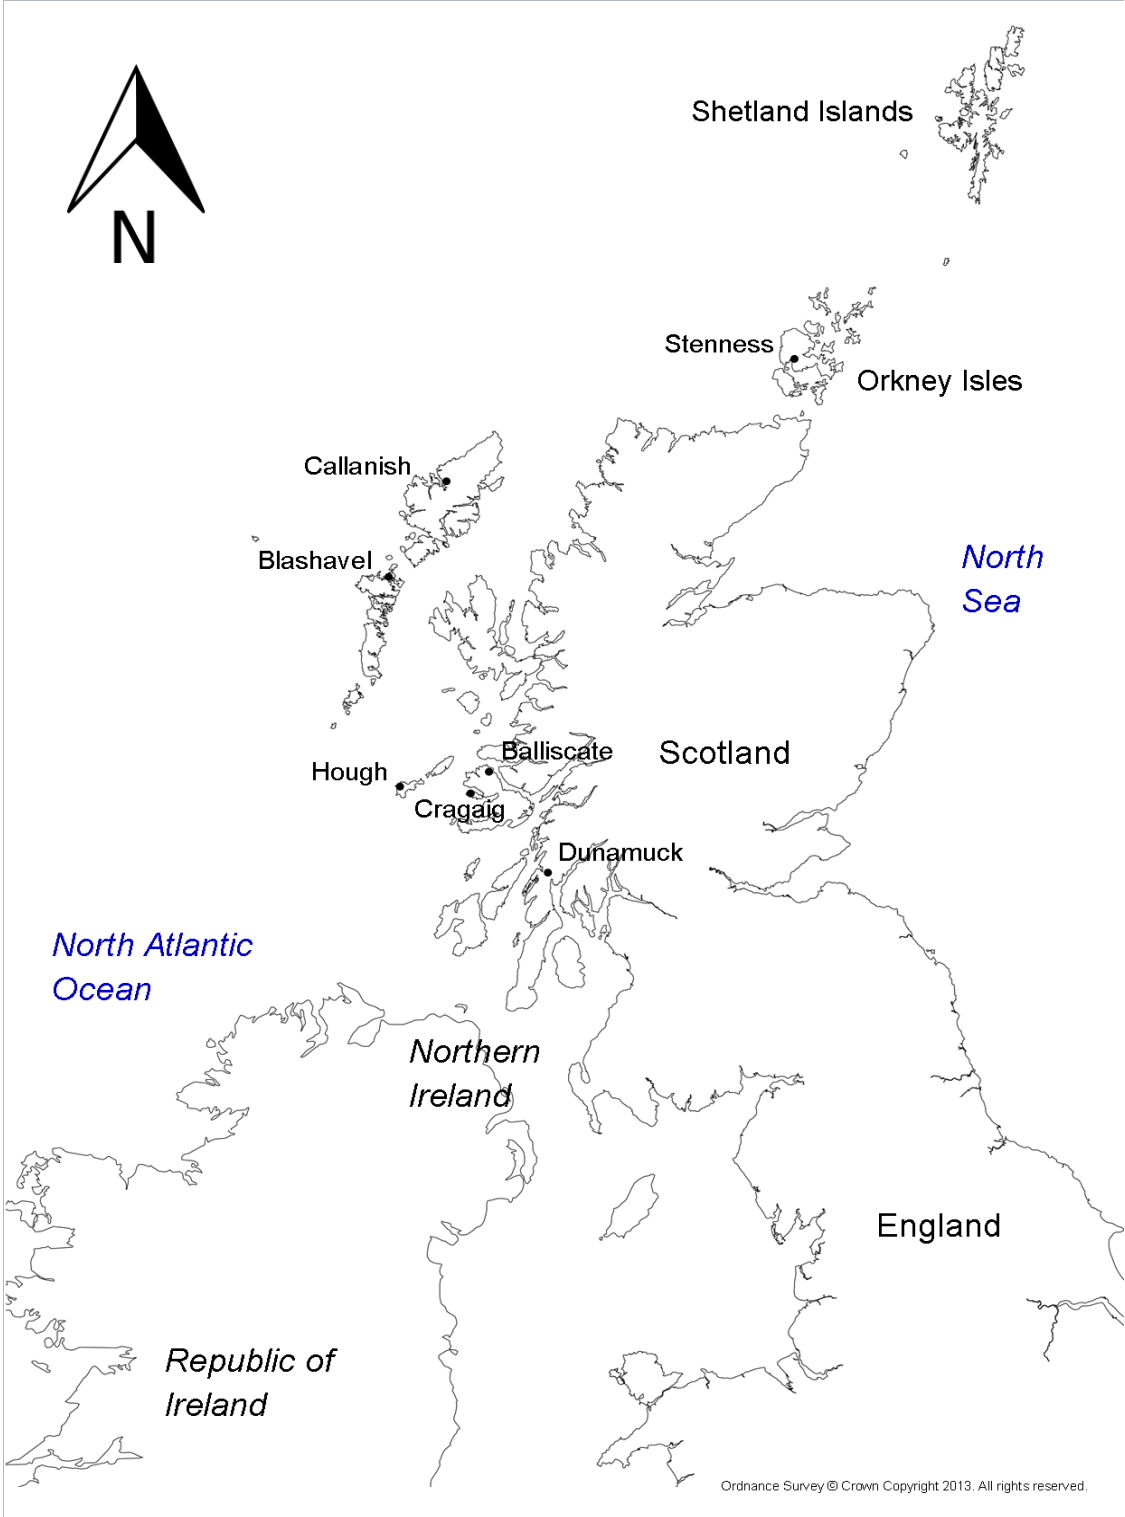 Shetland Islands
N
Stenness
Orkney Isles
Callanish
Blashavel
North
Sea
Balliscate
Scotland
Hough
Cragaig
Dunamuck
North Atlantic
Ocean
Northern
Ireland
England
Republic of
Ireland
Ordnance Survey © Crown Copyright 2013. All rights reserved.